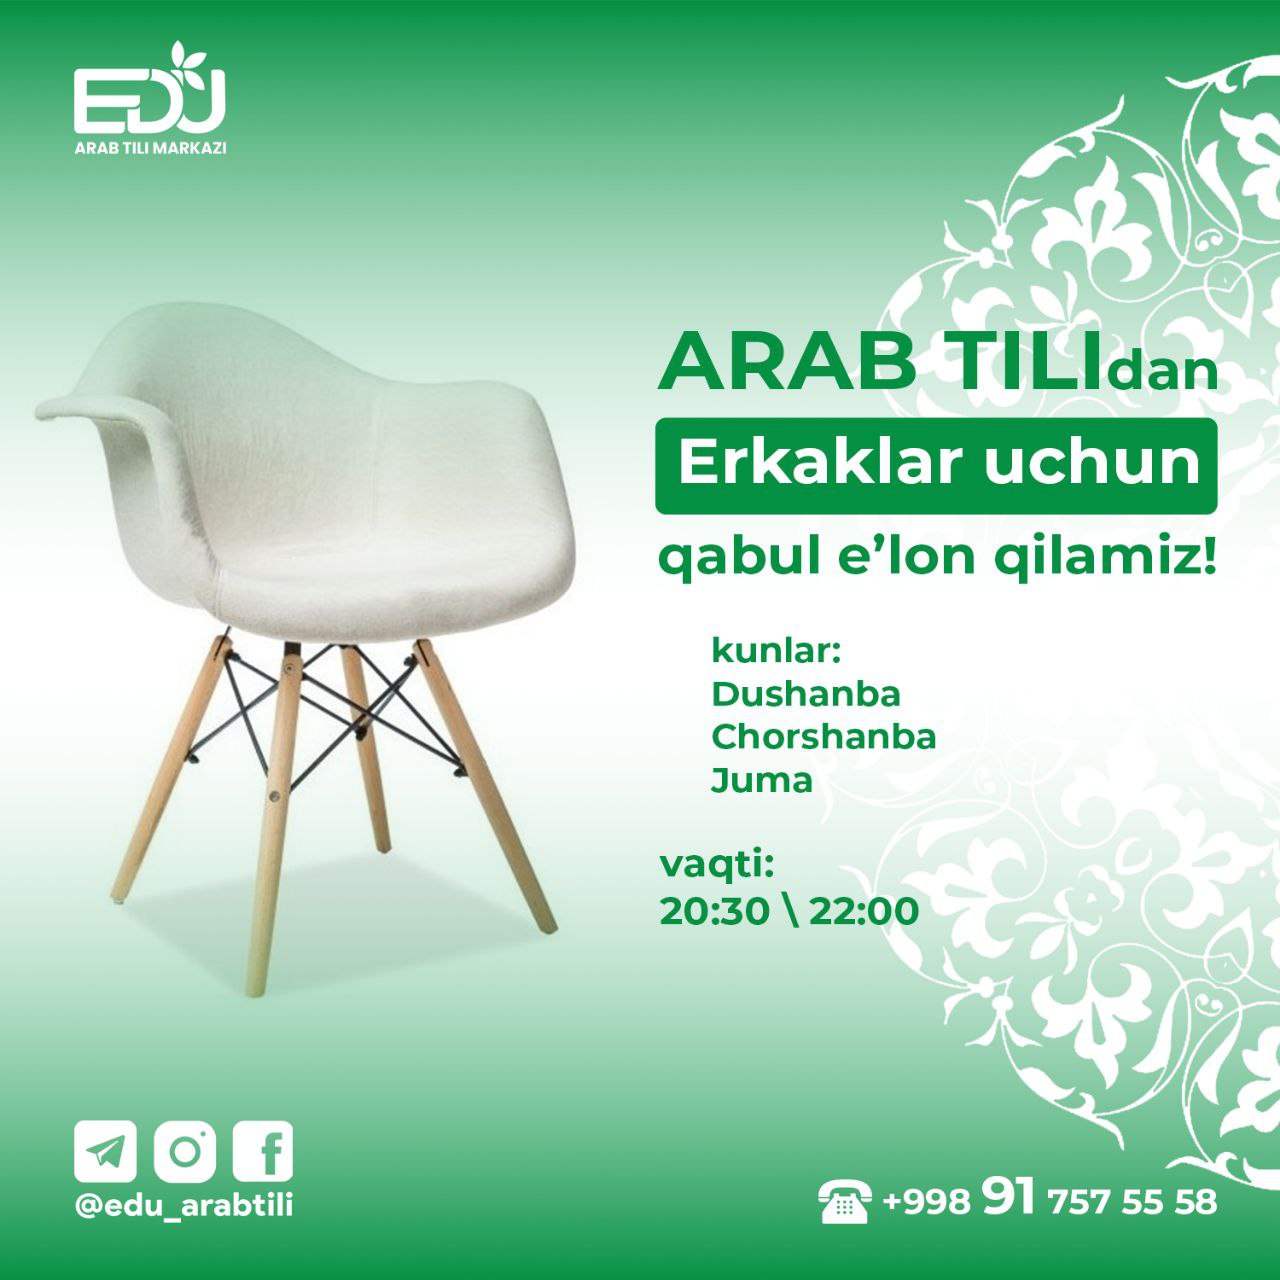 EDU
ARAB TILI MARKAZI
ARAB TILIdan
Erkaklar uchun
qabul e’lon qilamiz!
kunlar:
Dushanba
Chorshanba
Juma
vaqti:
20:30 \ 22:00
@edu_arabtili
+998 91 757 55 58